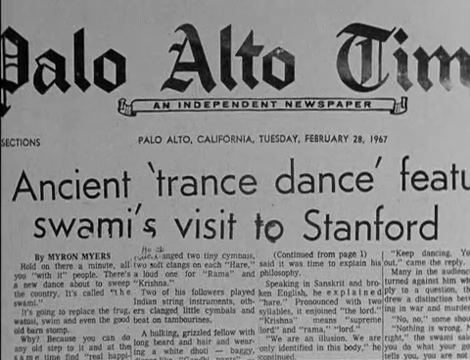 Palo Alto Tim
AN INDEPENDENT NEWSPAPER
SECTIONS
PALO ALTO, CALIFORNIA, TUESDAY, FEBRUARY 28, 1967
Ancient 'trance dance' featu
swami's visit to Stanford
By MYRON MYERS
Hold on there a minute, all
you "with it" people. There's
a new dance about to sweep
the country. It's called "the
swami."
It's going to replace the frug,
watusi, swim and even the good
old barn stomp.
Why? Because you can do
any old step to it and at the
same time find "real happi-
anged two tiny cymbals,
two soft clangs on each "Hare,"
a loud one for "Rama" and
"Krishna."
Two of his followers played
Indian string instruments, oth-
ers clanged little cymbals and
beat on tambourines.
A hulking, grizzled fellow with
long beard and hair and wear-
ing a white dhoti — baggy,
(Continued from page 1)
said it was time to explain his
philosophy.
Speaking in Sanskrit and bro-
ken English, he explained
"hare." Pronounced with two
syllables, it enjoined "the lord."
"Krishna" means "supreme
lord" and "rama," "lord."
"We are all illusion. We are
only identified by this body," he
continued.
"Keep dancing. Yo
out," came the reply.
Many in the audienc
turned against him wh
ply to a question, th
drew a distinction betw
ing in war and murder
"No, no," one shou
"Nothing is wrong. N
right," the swami sa
you do what your g
tells you, you are al